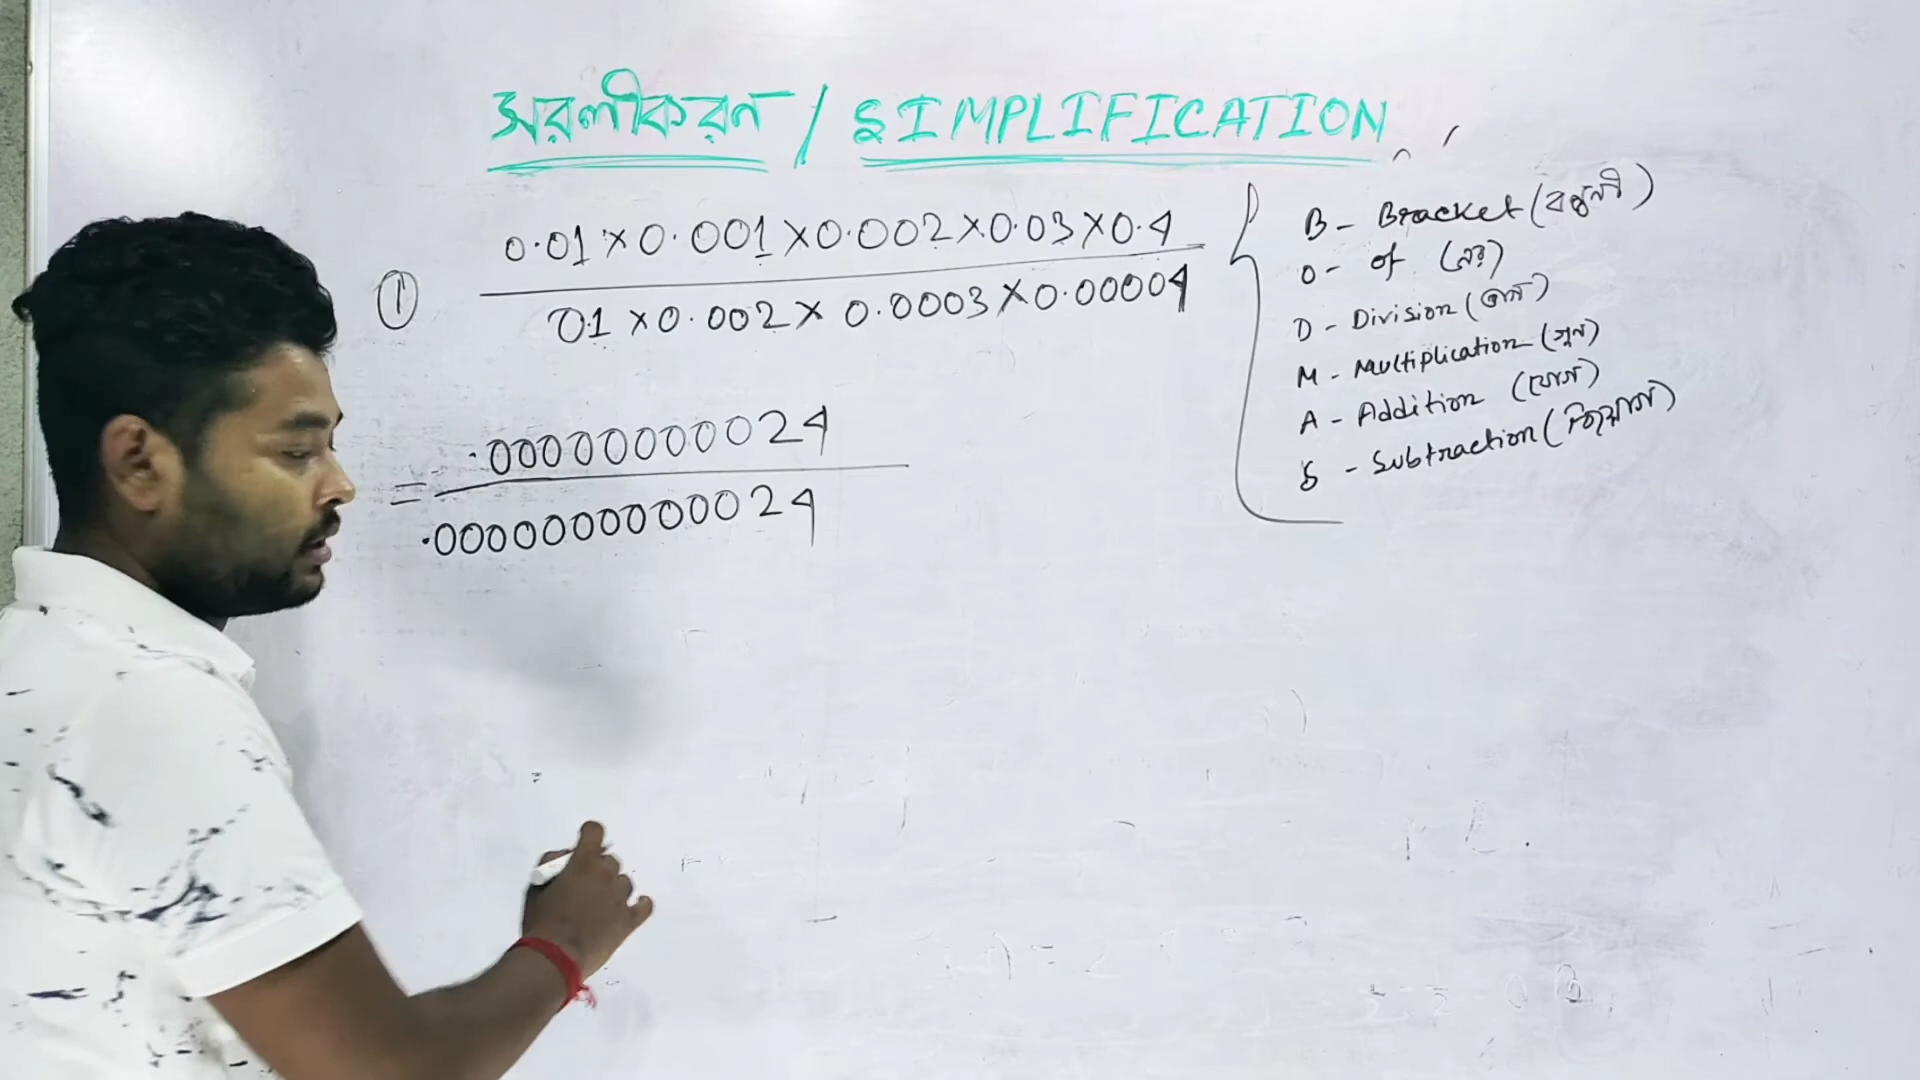 সরলীকরন / SIMPLIFICATION
① 0.01 × 0.001 × 0.002 × 0.03 × 0.4
0.1 × 0.002 × 0.0003 × 0.00004
= .00000000024
.0000000000024
B - Bracket (বন্ধনী)
O - of (এর)
D - Division (ভাগ)
M - Multiplication (গুন)
A - Addition (যোগ)
S - Subtraction (বিয়োগ)